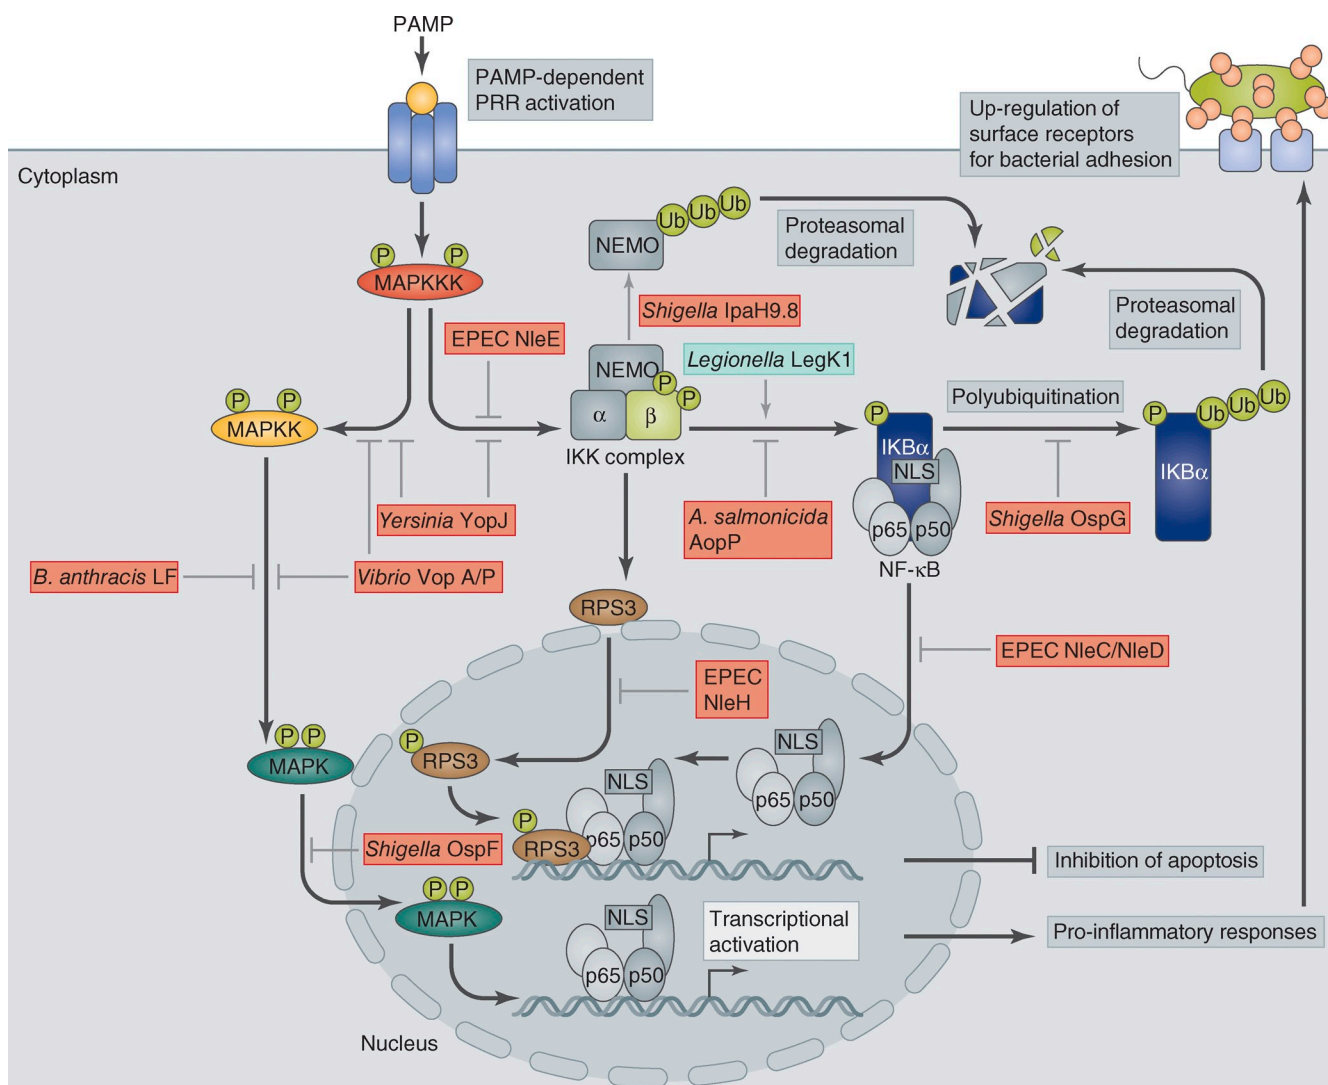 PAMP
PAMP-dependent
PRR activation
Up-regulation of
surface receptors
for bacterial adhesion
Cytoplasm
NEMO
Ub
Ub
Ub
Proteasomal
degradation
P
P
MAPKKK
Shigella IpaH9.8
Proteasomal
degradation
EPEC NleE
Legionella LegK1
NEMO
P
P
α
β
IKK complex
P
P
MAPKK
Polyubiquitination
P
IKBα
NLS
p65
p50
NF-κB
P
Ub
Ub
Ub
IKBα
Yersinia YopJ
A. salmonicida
AopP
Shigella OspG
B. anthracis LF
Vibrio Vop A/P
RPS3
EPEC NleC/NleD
EPEC
NleH
P
P
MAPK
P
RPS3
NLS
p65
p50
NLS
p65
p50
P
RPS3
Shigella OspF
Inhibition of apoptosis
P
P
MAPK
NLS
p65
p50
Transcriptional
activation
Pro-inflammatory responses
Nucleus